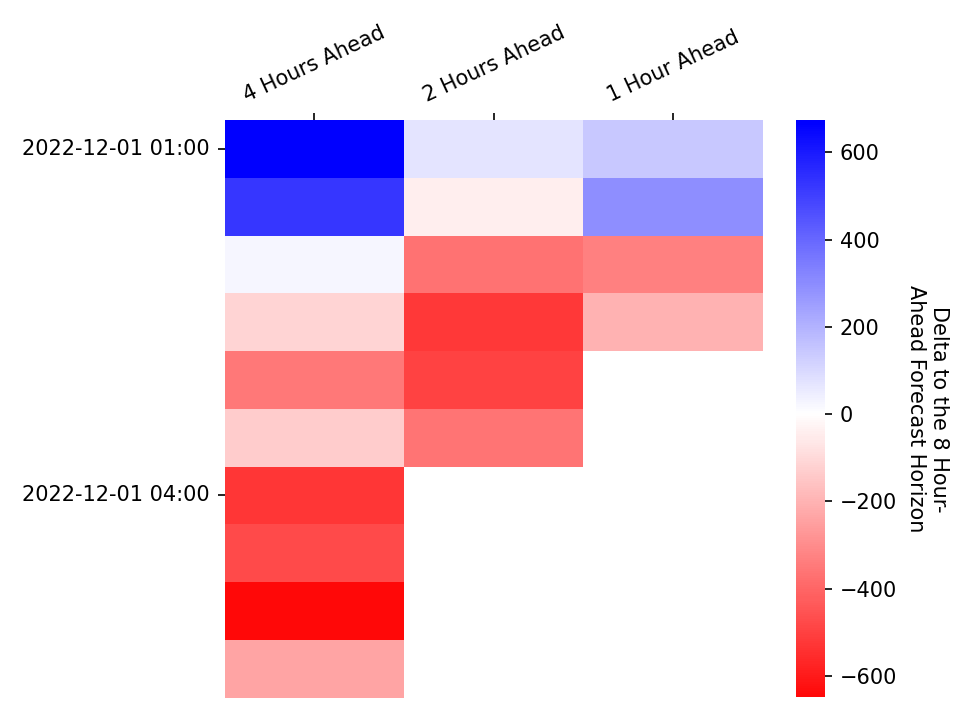 4 Hours Ahead
2 Hours Ahead
1 Hour Ahead
2022-12-01 01:00
2022-12-01 04:00
600
400
200
0
−200
−400
−600
Delta to the 8 Hour-
Ahead Forecast Horizon